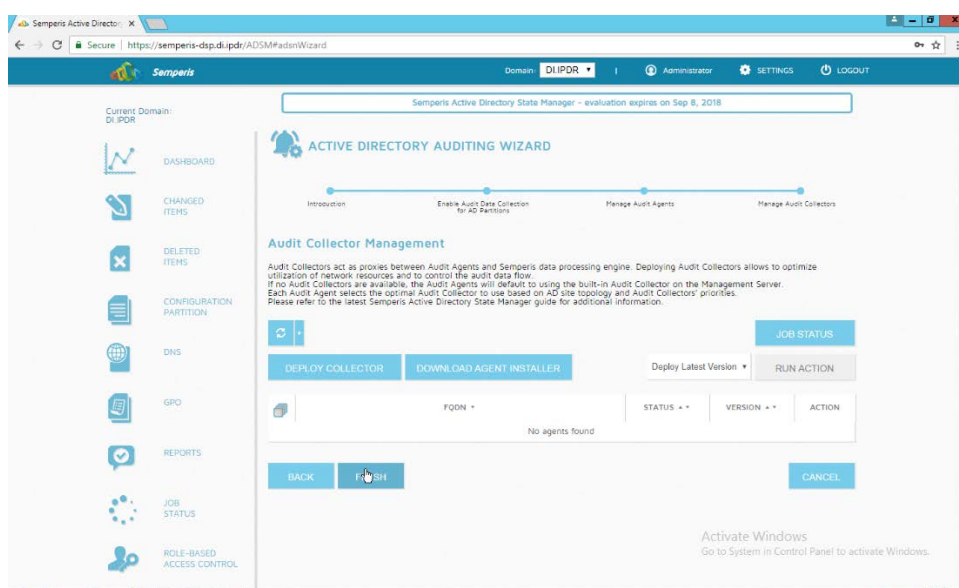 Semperis Active Director
Secure | https://semperis-dsp.di.ipdr/ADSM#adsnWizard
Semperis
Domain: DI.IPDR
Administrator
SETTINGS
LOGOUT
Current Domain:
DI.IPDR
Semperis Active Directory State Manager - evaluation expires on Sep 8, 2018
ACTIVE DIRECTORY AUDITING WIZARD
DASHBOARD
CHANGED
ITEMS
DELETED
ITEMS
CONFIGURATION
PARTITION
DNS
GPO
REPORTS
JOB
STATUS
ROLE-BASED
ACCESS CONTROL
Introduction
Enable Audit Data Collection
for AD Partitions
Manage Audit Agents
Manage Audit Collectors
Audit Collector Management
Audit Collectors act as proxies between Audit Agents and Semperis data processing engine. Deploying Audit Collectors allows to optimize
utilization of network resources and to control the audit data flow.
If no Audit Collectors are available, the Audit Agents will default to using the built-in Audit Collector on the Management Server.
Each Audit Agent selects the optimal Audit Collector to use based on AD site topology and Audit Collectors' priorities.
Please refer to the latest Semperis Active Directory State Manager guide for additional information.
JOB STATUS
DEPLOY COLLECTOR
DOWNLOAD AGENT INSTALLER
Deploy Latest Version
RUN ACTION
FQDN
STATUS
VERSION
ACTION
No agents found
BACK
FINISH
CANCEL
Activate Windows
Go to System in Control Panel to activate Windows.